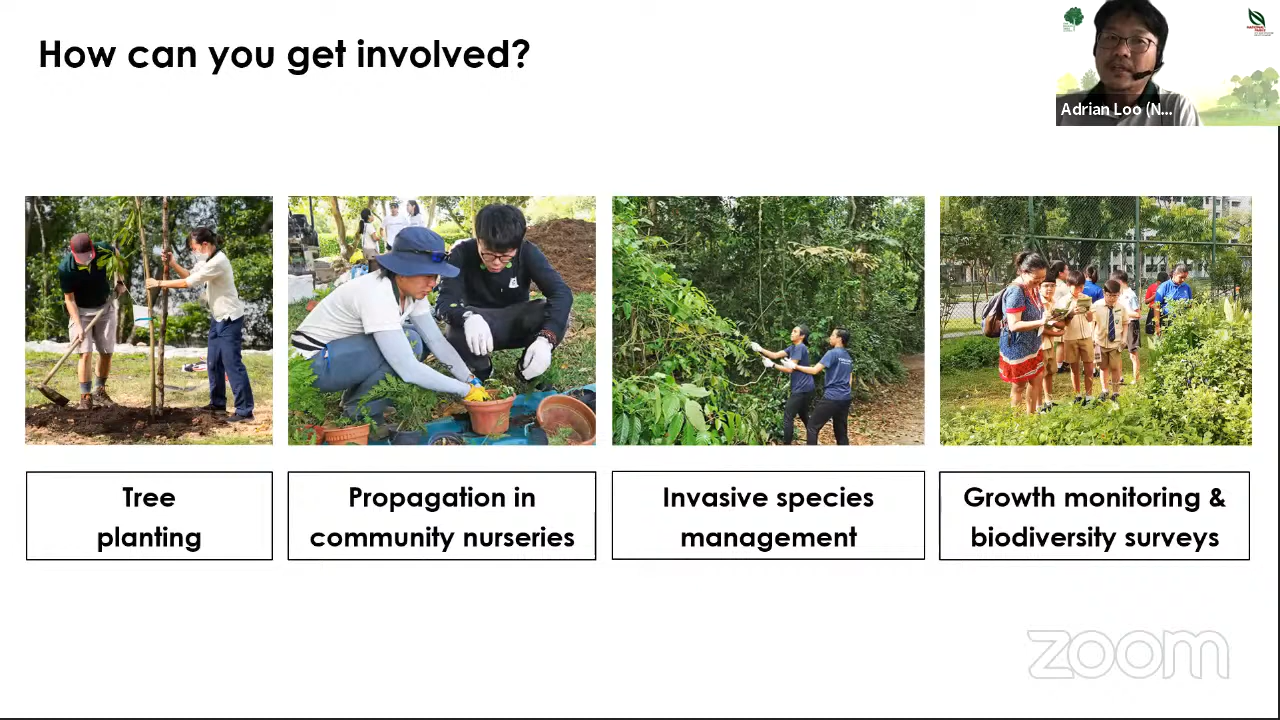 How can you get involved?
Adrian Loo (N...
Tree
planting
Propagation in
community nurseries
Invasive species
management
Growth monitoring &
biodiversity surveys
zoom